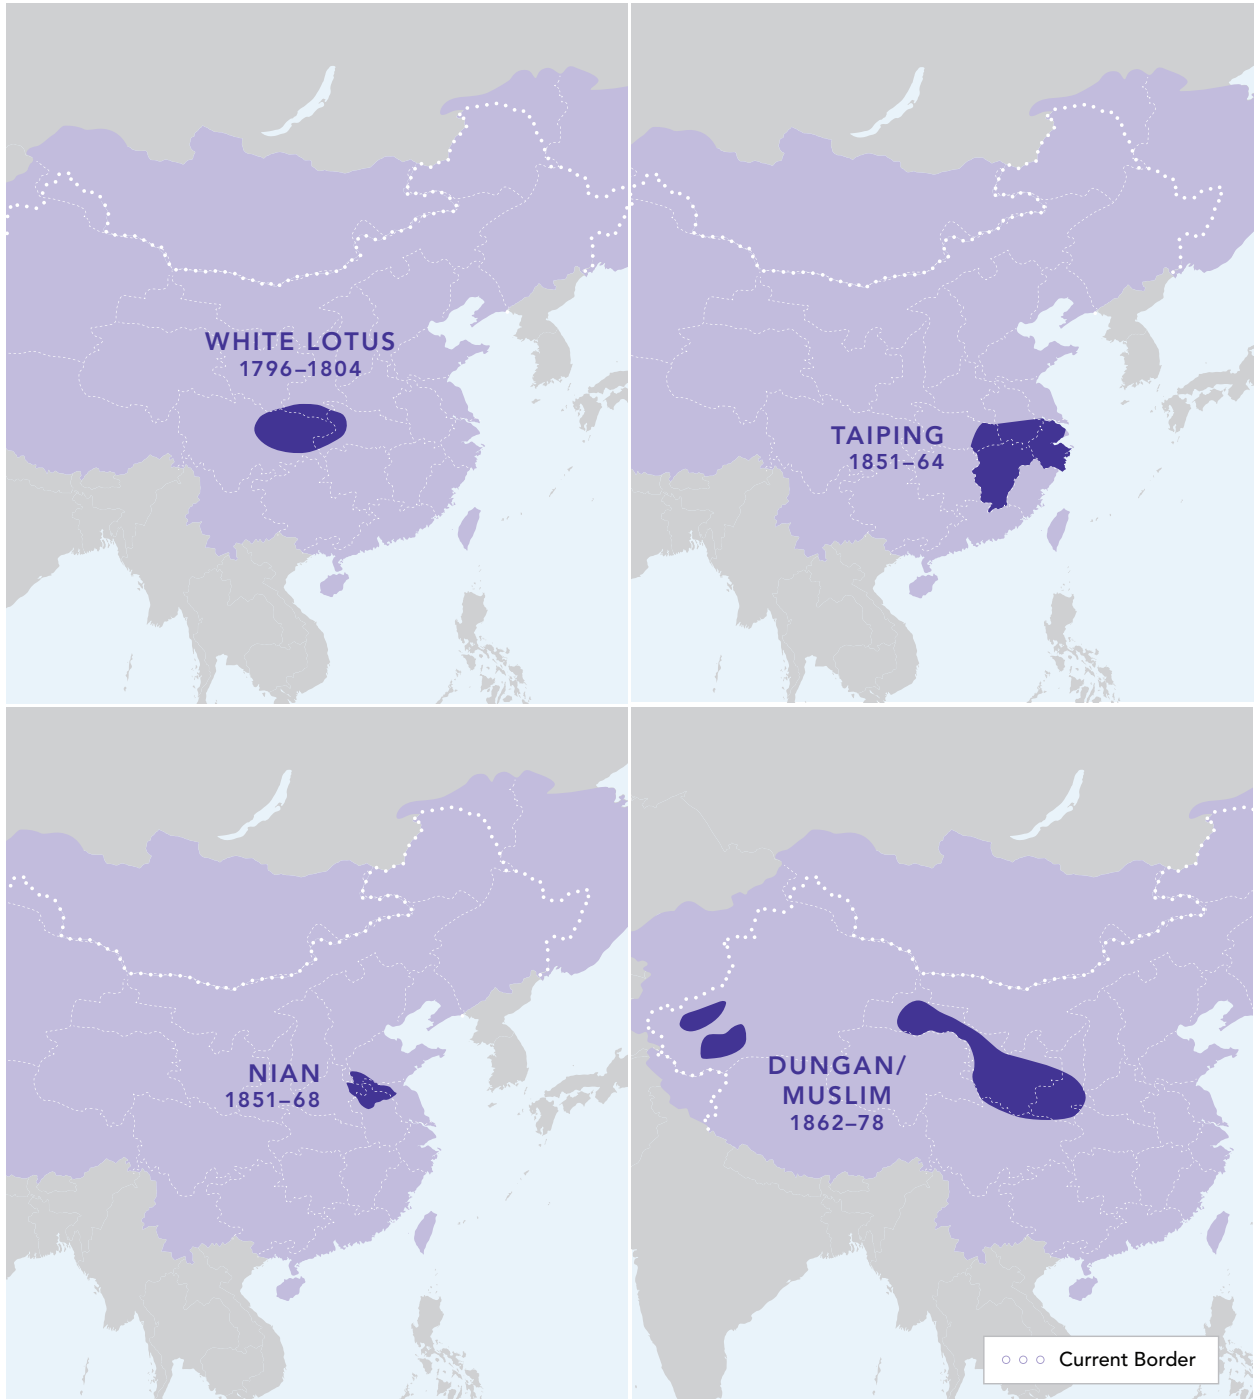 WHITE LOTUS
1796–1804
TAIPING
1851–64
NIAN
1851–68
DUNGAN/
MUSLIM
1862–78
Current Border